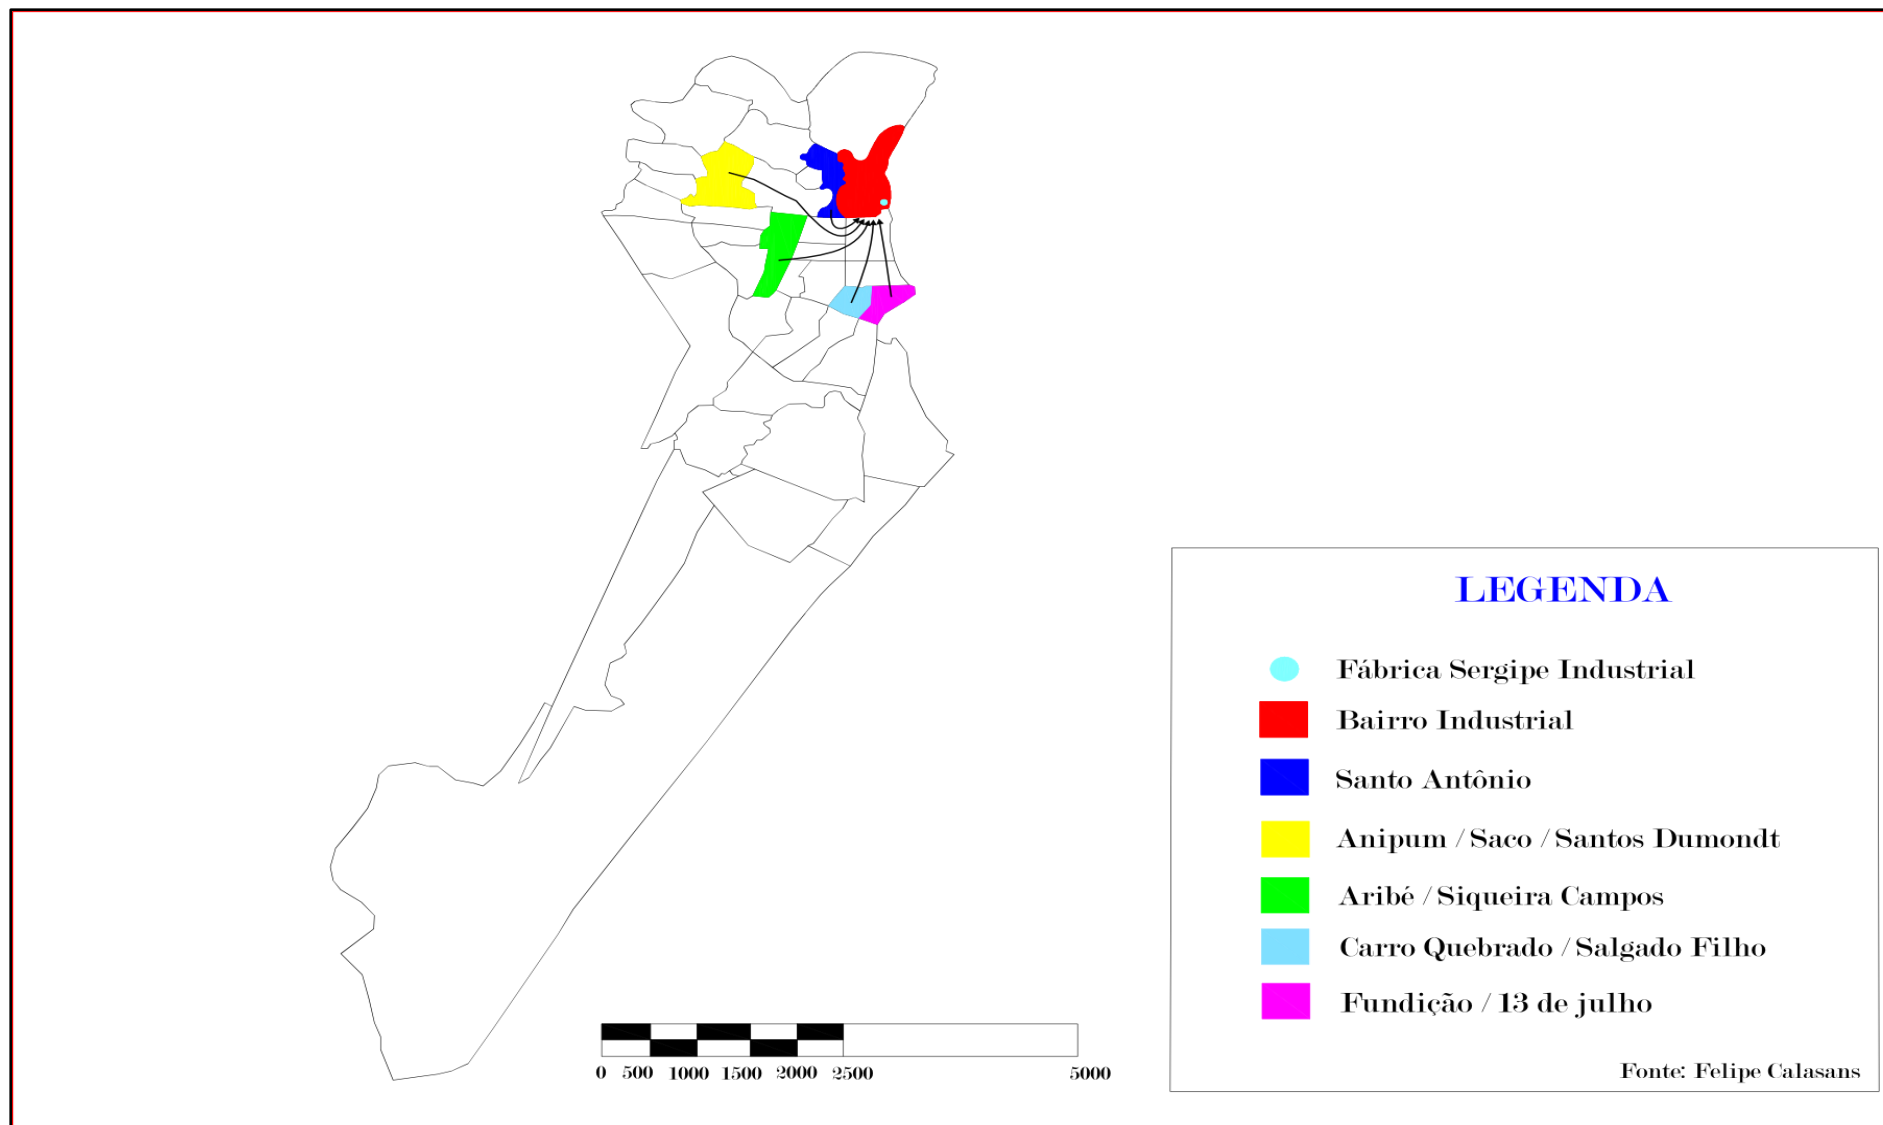 LEGENDA
Fábrica Sergipe Industrial
Bairro Industrial
Santo Antônio
Anipum / Saco / Santos Dumondt
Aribé / Siqueira Campos
Carro Quebrado / Salgado Filho
Fundição / 13 de julho
Fonte: Felipe Calasans
0 500 1000 1500 2000 2500 5000